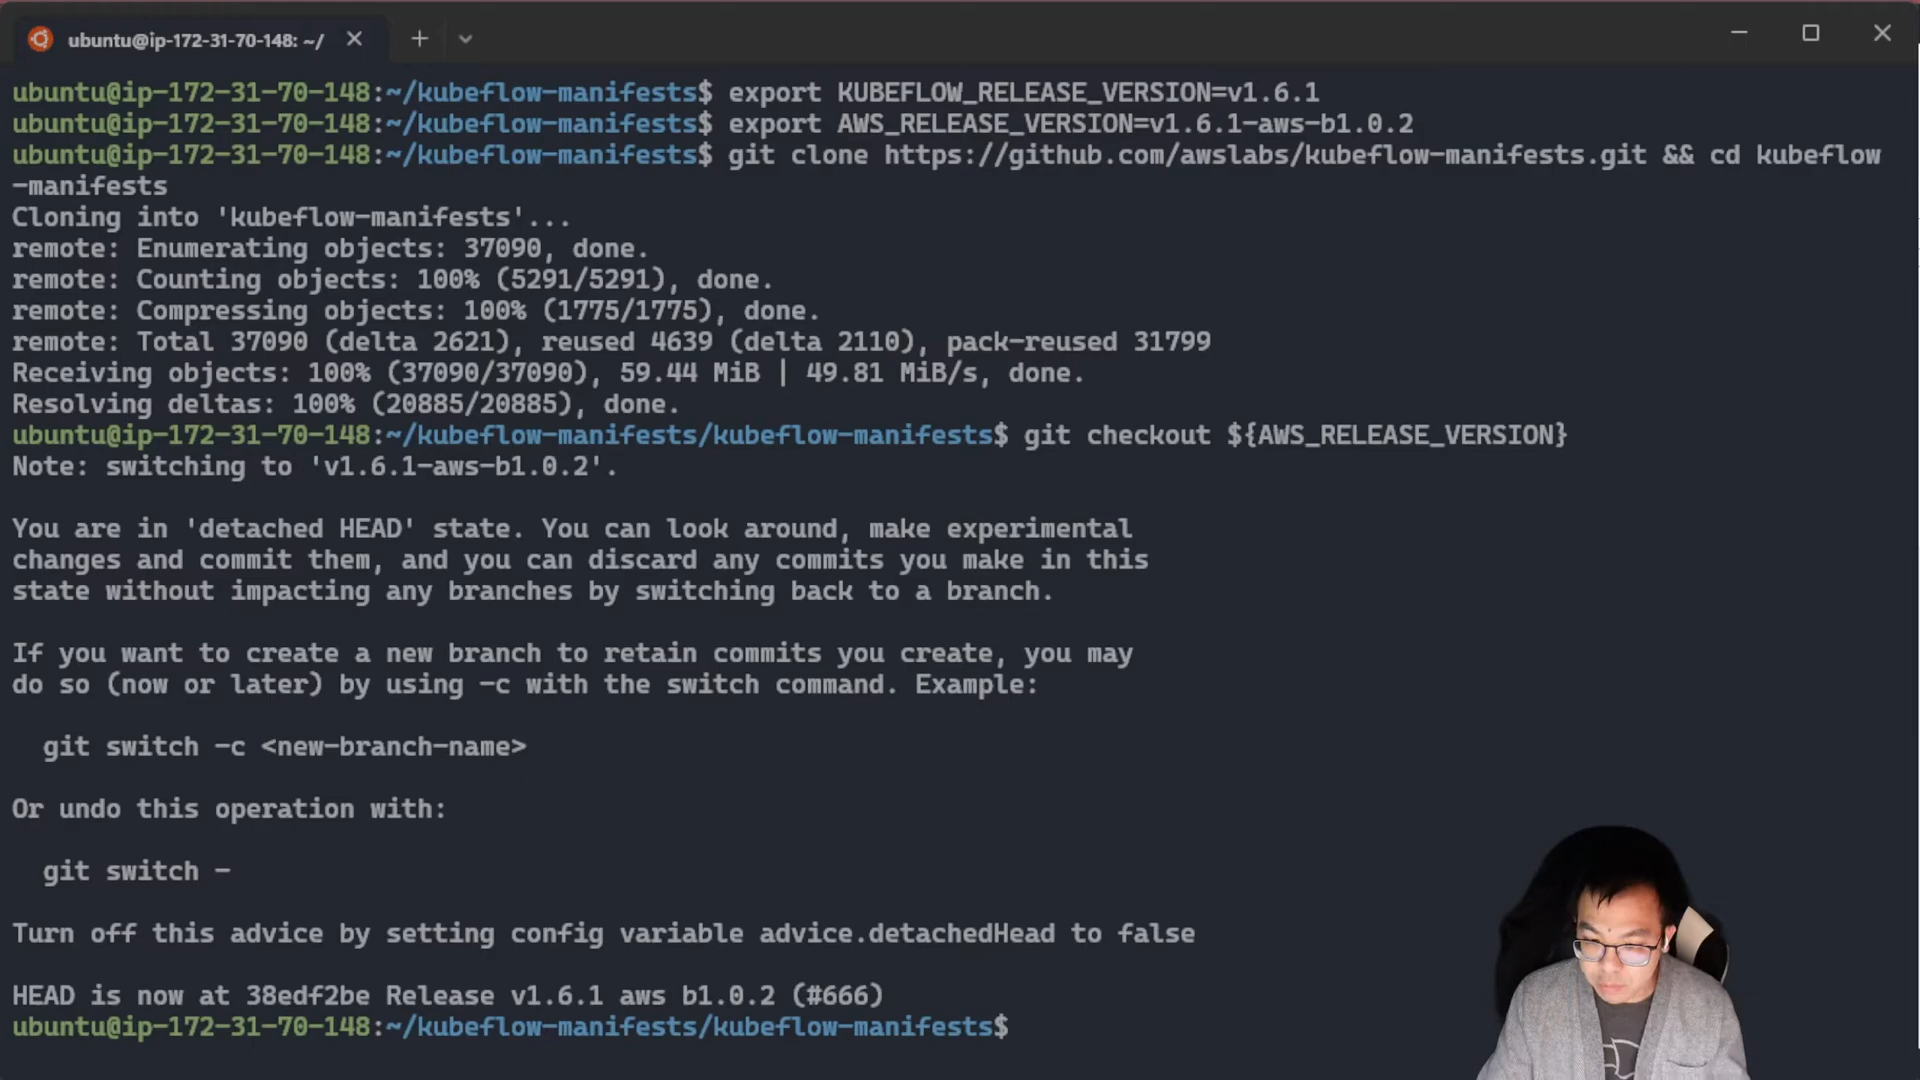 ubuntu@ip-172-31-70-148: ~/
ubuntu@ip-172-31-70-148:~/kubeflow-manifests$ export KUBEFLOW_RELEASE_VERSION=v1.6.1
ubuntu@ip-172-31-70-148:~/kubeflow-manifests$ export AWS_RELEASE_VERSION=v1.6.1-aws-b1.0.2
ubuntu@ip-172-31-70-148:~/kubeflow-manifests$ git clone https://github.com/awslabs/kubeflow-manifests.git && cd kubeflow
-manifests
Cloning into 'kubeflow-manifests'...
remote: Enumerating objects: 37090, done.
remote: Counting objects: 100% (5291/5291), done.
remote: Compressing objects: 100% (1775/1775), done.
remote: Total 37090 (delta 2621), reused 4639 (delta 2110), pack-reused 31799
Receiving objects: 100% (37090/37090), 59.44 MiB | 49.81 MiB/s, done.
Resolving deltas: 100% (20885/20885), done.
ubuntu@ip-172-31-70-148:~/kubeflow-manifests/kubeflow-manifests$ git checkout ${AWS_RELEASE_VERSION}
Note: switching to 'v1.6.1-aws-b1.0.2'.
You are in 'detached HEAD' state. You can look around, make experimental
changes and commit them, and you can discard any commits you make in this
state without impacting any branches by switching back to a branch.
If you want to create a new branch to retain commits you create, you may
do so (now or later) by using -c with the switch command. Example:
git switch -c <new-branch-name>
Or undo this operation with:
git switch -
Turn off this advice by setting config variable advice.detachedHead to false
HEAD is now at 38edf2be Release v1.6.1 aws b1.0.2 (#666)
ubuntu@ip-172-31-70-148:~/kubeflow-manifests/kubeflow-manifests$